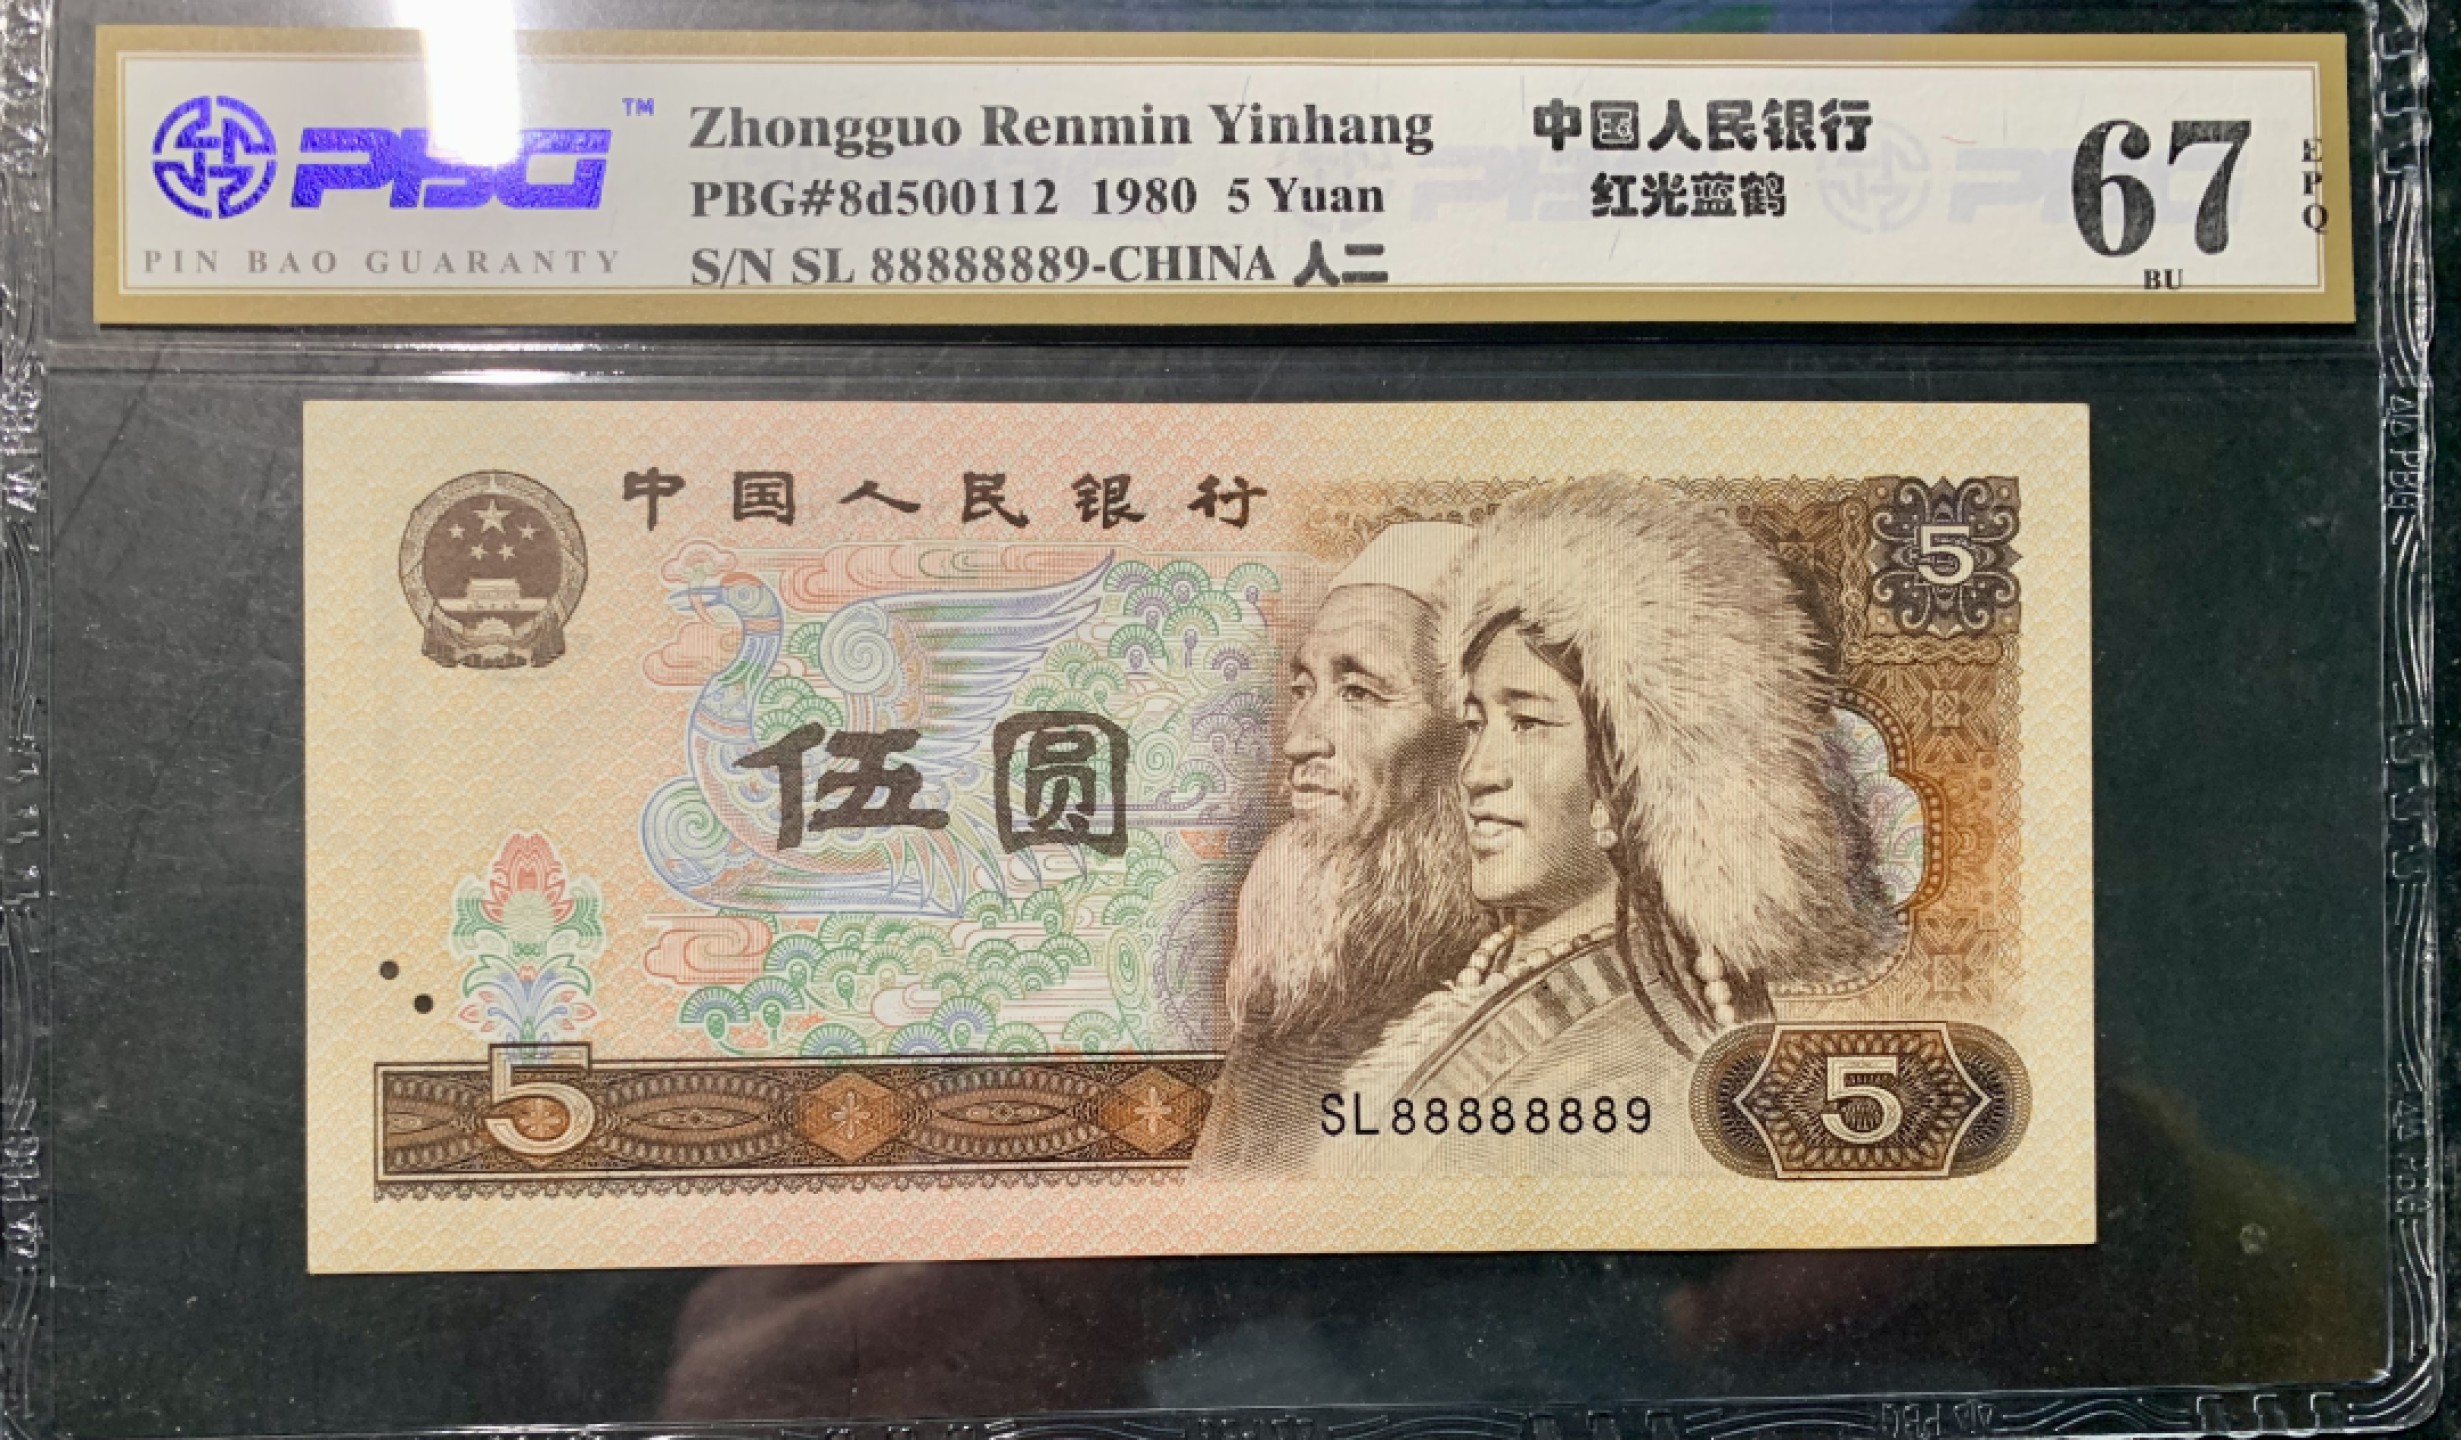 PBG™
PIN BAO GUARANTY
Zhongguo Renmin Yinhang 中国人民银行
PBG#8d500112 1980 5 Yuan 红光蓝鹤
S/N SL 88888889-CHINA 人二
67
EPQ
BU
中国人民银行
5
伍圆
5
SL88888889
5